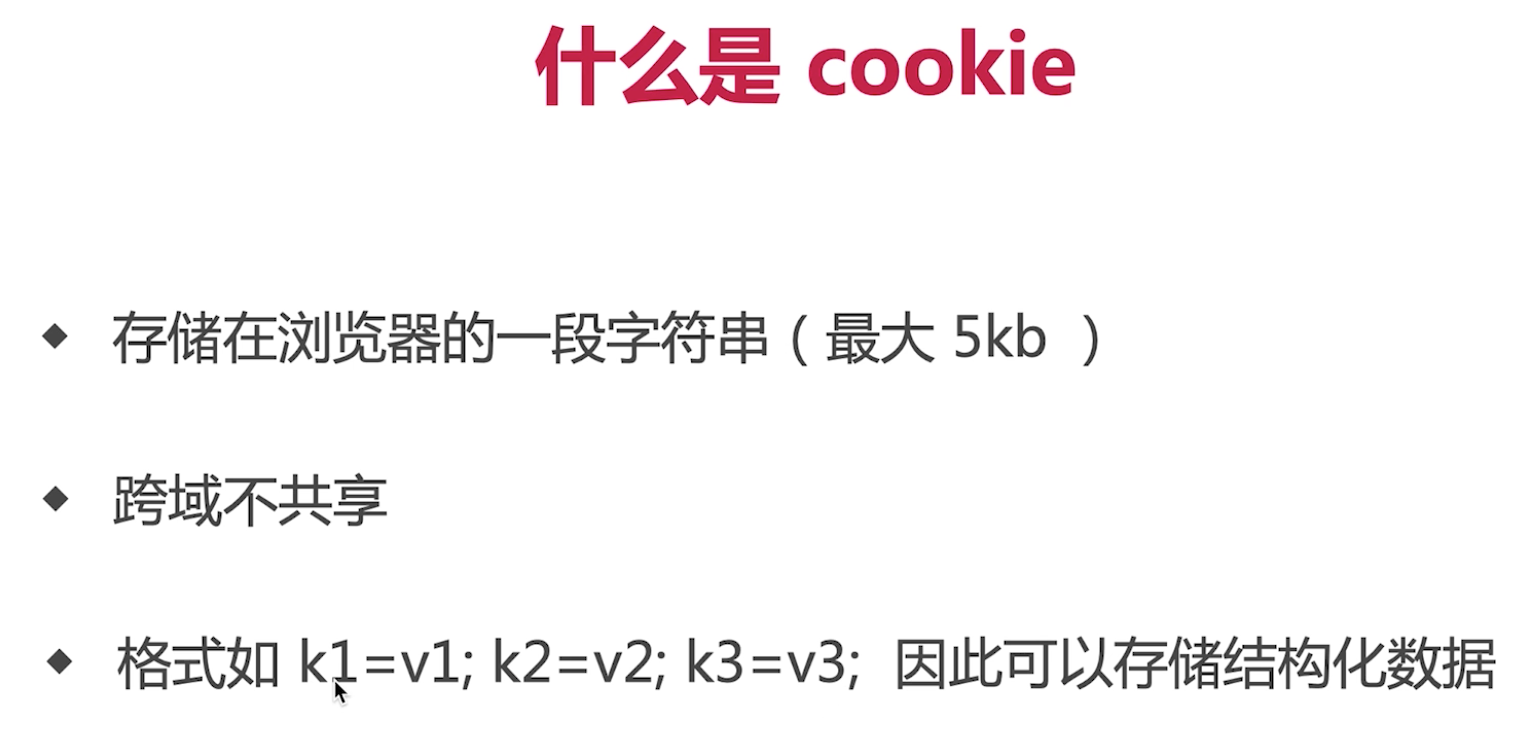 什么是 cookie
存储在浏览器的一段字符串（最大 5kb ）
跨域不共享
格式如 k1=v1; k2=v2; k3=v3; 因此可以存储结构化数据